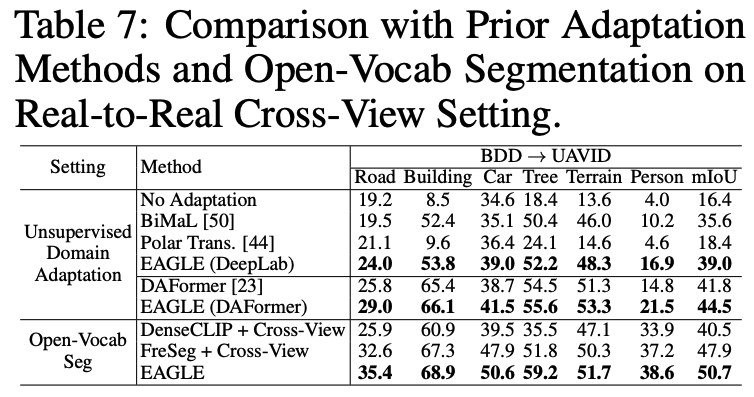 Table 7: Comparison with Prior Adaptation
Methods and Open-Vocab Segmentation on
Real-to-Real Cross-View Setting.
Setting Method BDD → UAVID
Road Building Car Tree Terrain Person mIoU
Unsupervised Domain Adaptation
No Adaptation 19.2 8.5 34.6 18.4 13.6 4.0 16.4
BiMaL [50] 19.5 52.4 35.1 50.4 46.0 10.2 35.6
Polar Trans. [44] 21.1 9.6 36.4 24.1 14.6 4.6 18.4
EAGLE (DeepLab) 24.0 53.8 39.0 52.2 48.3 16.9 39.0
DAFormer [23] 25.8 65.4 38.7 54.5 51.3 14.8 41.8
EAGLE (DAFormer) 29.0 66.1 41.5 55.6 53.3 21.5 44.5
Open-Vocab Seg
DenseCLIP + Cross-View 25.9 60.9 39.5 35.5 47.1 33.9 40.5
FreSeg + Cross-View 32.6 67.3 47.9 51.8 50.3 37.2 47.9
EAGLE 35.4 68.9 50.6 59.2 51.7 38.6 50.7